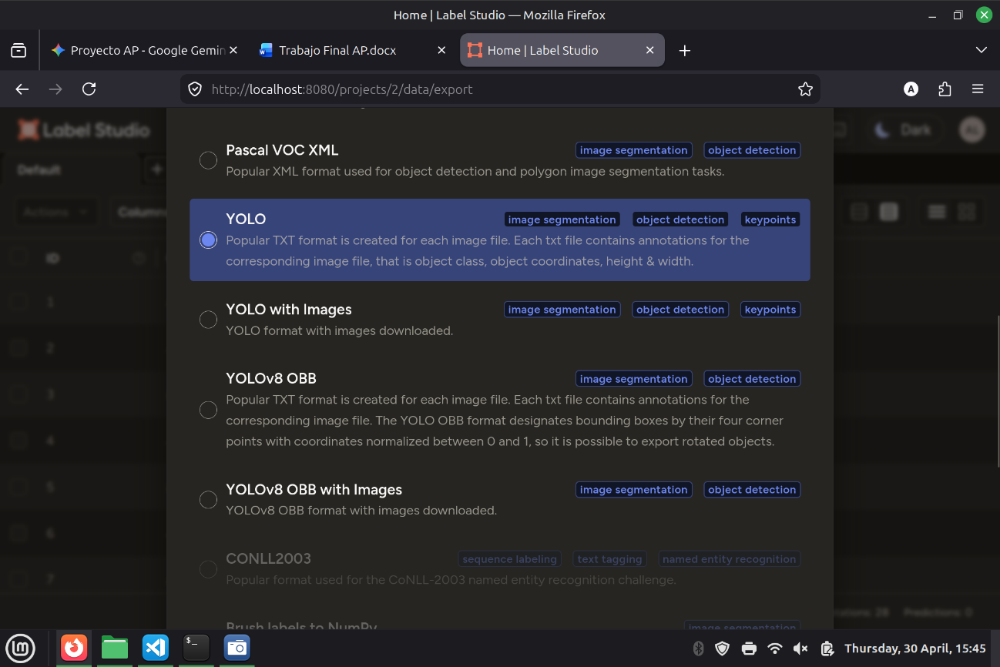 Home | Label Studio — Mozilla Firefox
Proyecto AP - Google Gemin
Trabajo Final AP.docx
Home | Label Studio
http://localhost:8080/projects/2/data/export
A
Label Studio
Dark
Default
Pascal VOC XML
image segmentation
object detection
Popular XML format used for object detection and polygon image segmentation tasks.
Actions
Column
YOLO
image segmentation
object detection
keypoints
Popular TXT format is created for each image file. Each txt file contains annotations for the
corresponding image file, that is object class, object coordinates, height & width.
ID
1
YOLO with Images
image segmentation
object detection
keypoints
YOLO format with images downloaded.
2
YOLOv8 OBB
image segmentation
object detection
Popular TXT format is created for each image file. Each txt file contains annotations for the
corresponding image file. The YOLO OBB format designates bounding boxes by their four corner
points with coordinates normalized between 0 and 1, so it is possible to export rotated objects.
3
4
5
YOLOv8 OBB with Images
image segmentation
object detection
YOLOv8 OBB format with images downloaded.
6
CONLL2003
sequence labeling
text tagging
named entity recognition
Popular format used for the CoNLL-2003 named entity recognition challenge.
7
Brush labels to NumPy
image segmentation
Predictions: 0
Thursday, 30 April, 15:45